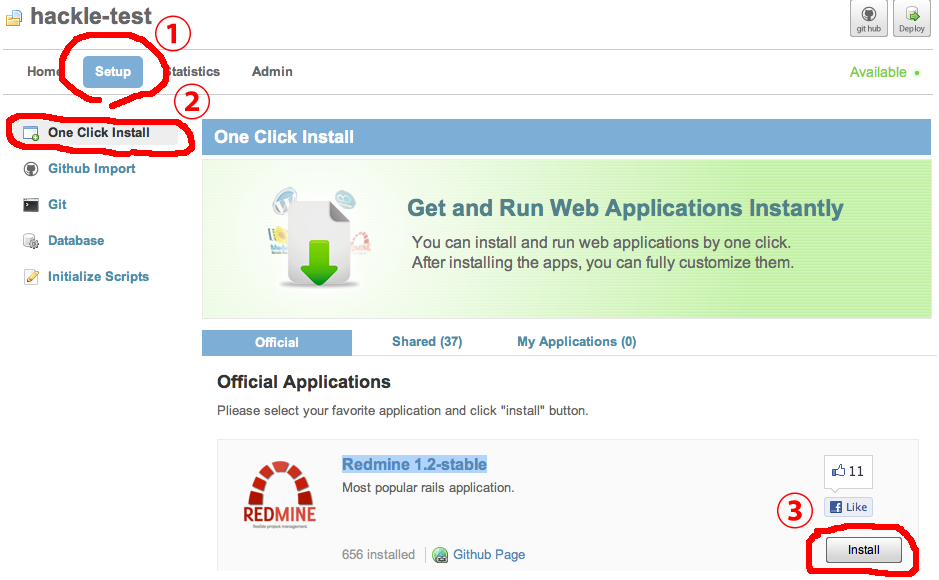 hackle-test
git hub
Deploy
①
Home
Setup
Statistics
Admin
Available
②
One Click Install
Github Import
Git
Database
Initialize Scripts
One Click Install
Get and Run Web Applications Instantly
You can install and run web applications by one click.
After installing the apps, you can fully customize them.
Official
Shared (37)
My Applications (0)
Official Applications
Pliease select your favorite application and click "install" button.
REDMINE
flexible project management
Redmine 1.2-stable
Most popular rails application.
656 installed
Github Page
11
Like
③
Install